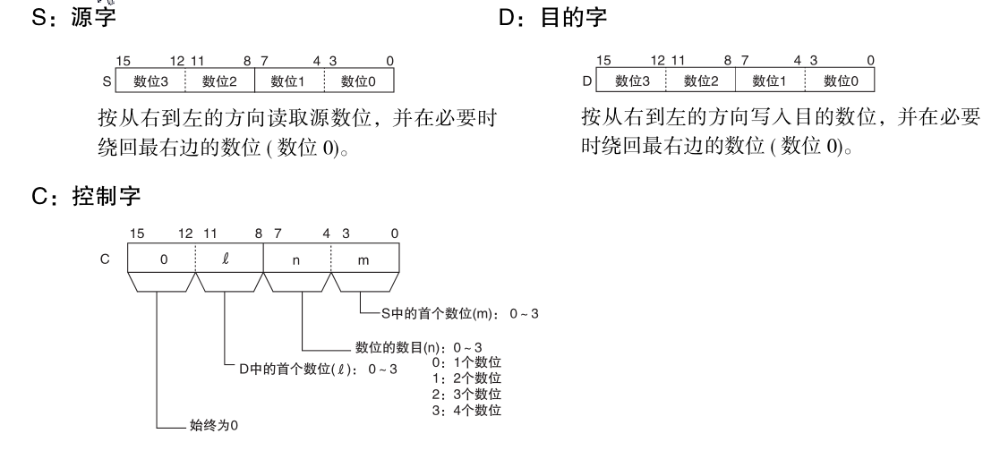 S：源字
D：目的字
15 12 11 8 7 4 3 0
S 数位3 数位2 数位1 数位0
15 12 11 8 7 4 3 0
D 数位3 数位2 数位1 数位0
按从右到左的方向读取源数位，并在必要时
绕回最右边的数位 ( 数位 0)。
按从右到左的方向写入目的数位，并在必要
时绕回最右边的数位 ( 数位 0)。
C：控制字
15 12 11 8 7 4 3 0
C 0 ℓ n m
S中的首个数位(m)：0~3
数位的数目(n)：0~3
0：1个数位
D中的首个数位(ℓ)：0~3
1：2个数位
2：3个数位
3：4个数位
始终为0